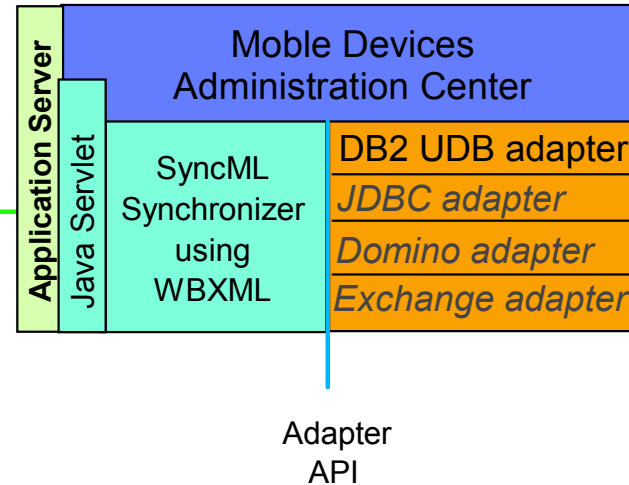 Application Server
Java Servlet
Moble Devices
Administration Center
SyncML
Synchronizer
using
WBXML
DB2 UDB adapter
JDBC adapter
Domino adapter
Exchange adapter
Adapter
API